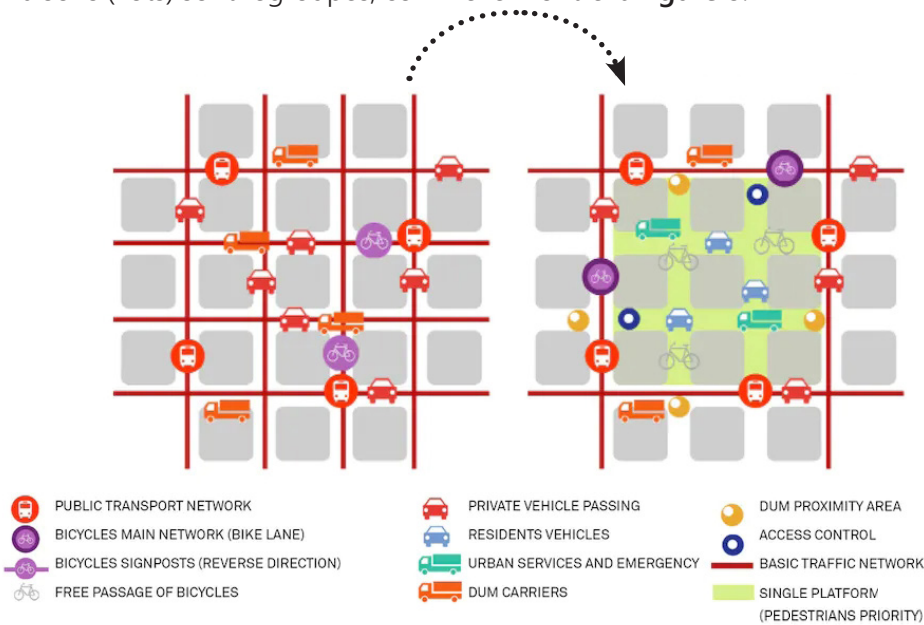 PUBLIC TRANSPORT NETWORK
BICYCLES MAIN NETWORK (BIKE LANE)
BICYCLES SIGNPOSTS (REVERSE DIRECTION)
FREE PASSAGE OF BICYCLES
PRIVATE VEHICLE PASSING
RESIDENTS VEHICLES
URBAN SERVICES AND EMERGENCY
DUM CARRIERS
DUM PROXIMITY AREA
ACCESS CONTROL
BASIC TRAFFIC NETWORK
SINGLE PLATFORM
(PEDESTRIANS PRIORITY)